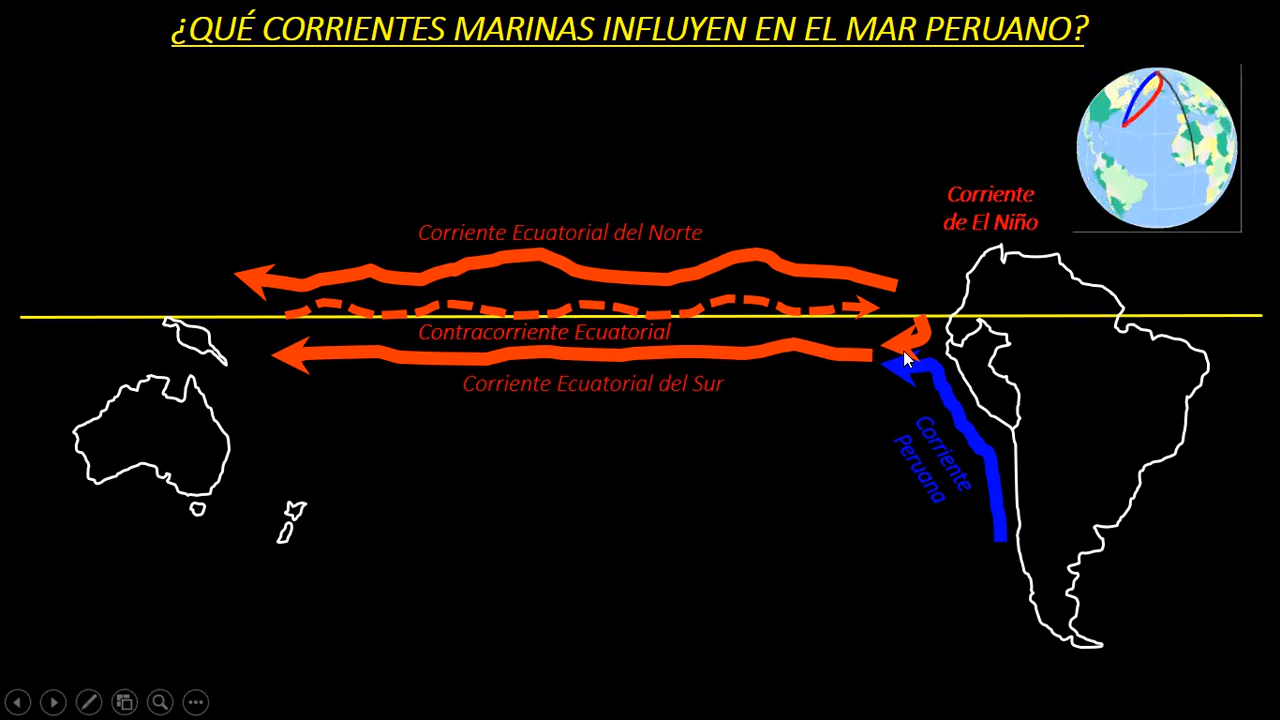 ¿QUÉ CORRIENTES MARINAS INFLUYEN EN EL MAR PERUANO?
Corriente
de El Niño
Corriente Ecuatorial del Norte
Contracorriente Ecuatorial
Corriente Ecuatorial del Sur
Corriente
Peruana